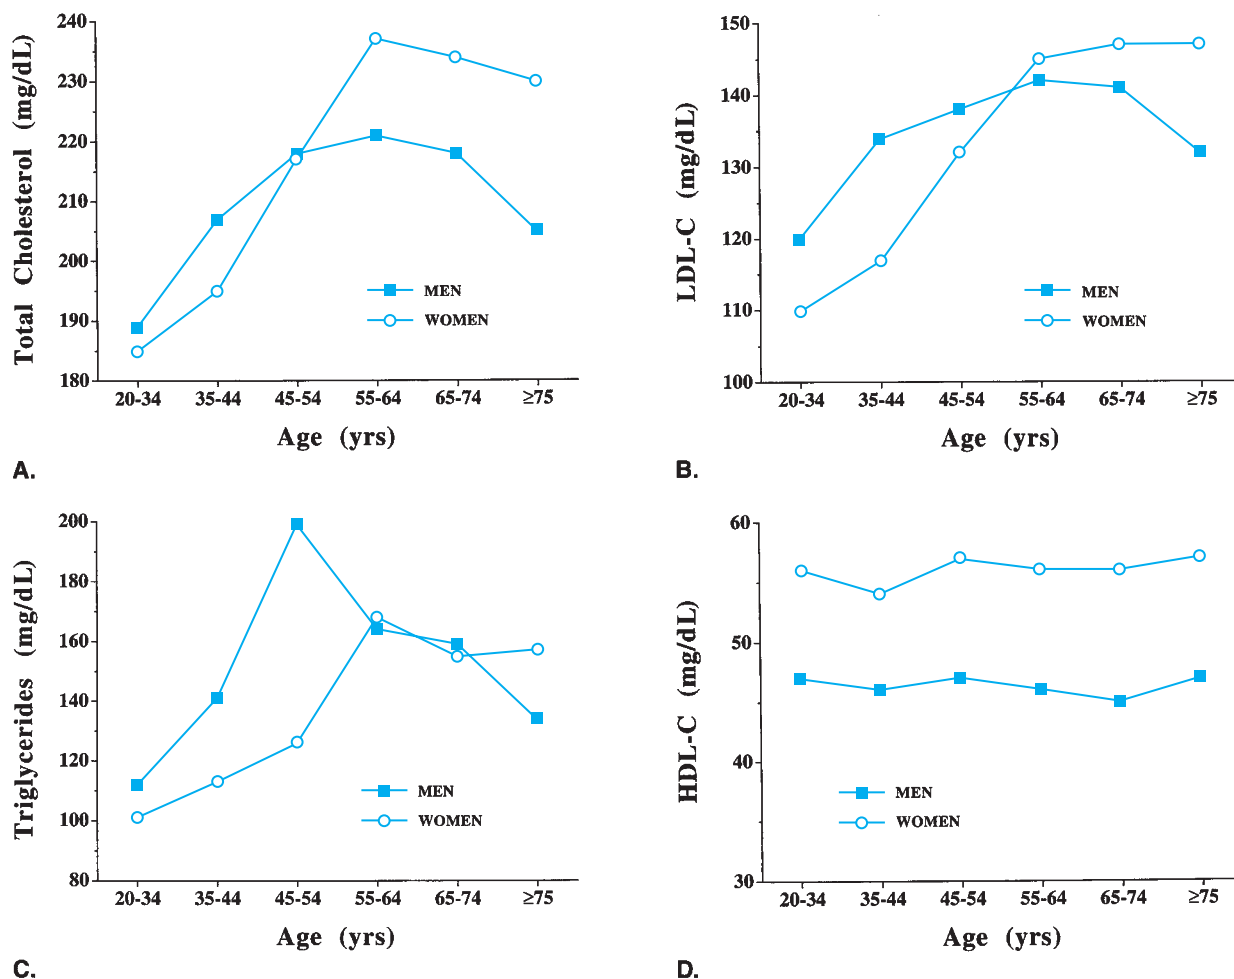 240
230
220
210
200
190
180
Total Cholesterol (mg/dL)
MEN
WOMEN
20-34 35-44 45-54 55-64 65-74 ≥75
Age (yrs)
A.
150
140
130
120
110
100
LDL-C (mg/dL)
MEN
WOMEN
20-34 35-44 45-54 55-64 65-74 ≥75
Age (yrs)
B.
200
180
160
140
120
100
80
Triglycerides (mg/dL)
MEN
WOMEN
20-34 35-44 45-54 55-64 65-74 ≥75
Age (yrs)
C.
60
50
40
30
HDL-C (mg/dL)
MEN
WOMEN
20-34 35-44 45-54 55-64 65-74 ≥75
Age (yrs)
D.